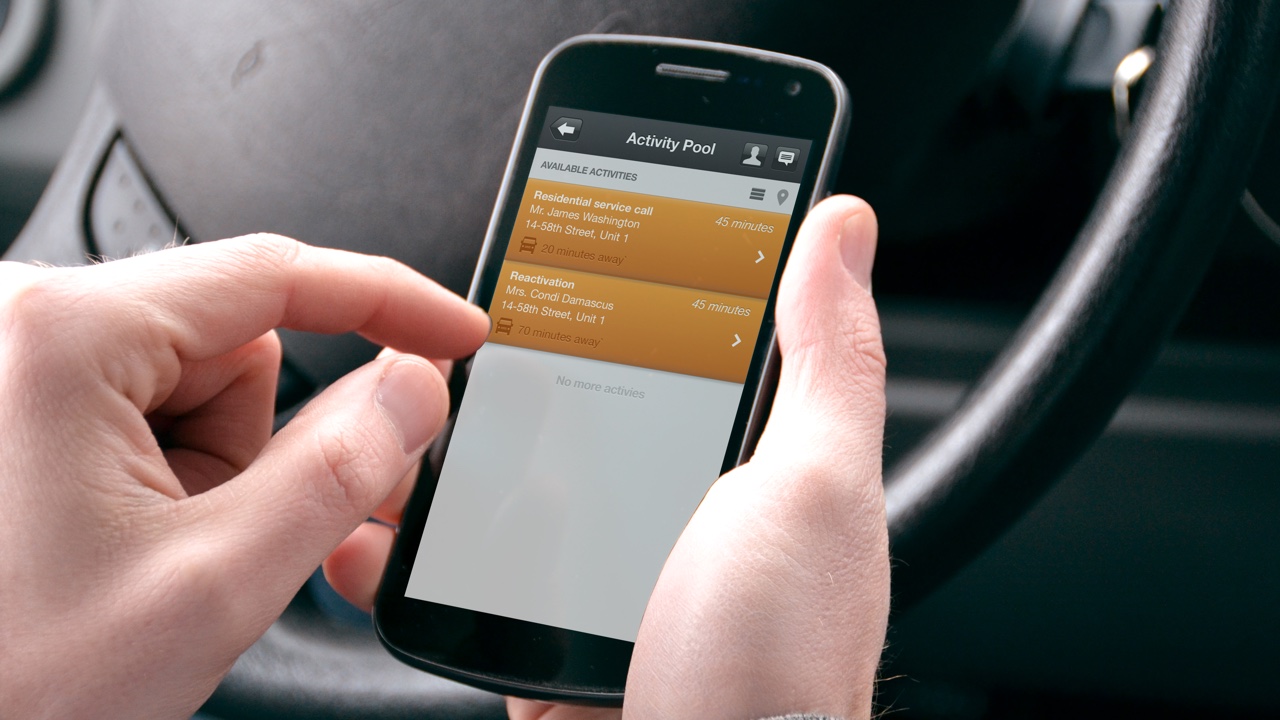 Activity Pool
AVAILABLE ACTIVITIES
Residential service call
45 minutes
Mr. James Washington
14-58th Street, Unit 1
20 minutes away
Reactivation
45 minutes
Mrs. Condi Damascus
14-58th Street, Unit 1
70 minutes away
No more activies